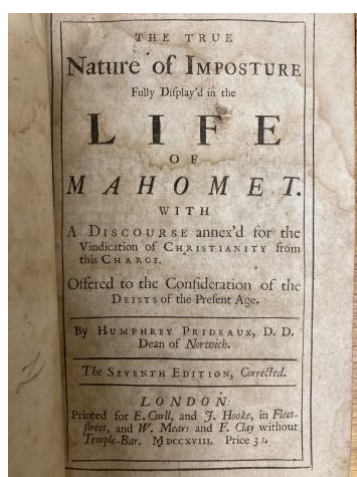 THE TRUE
Nature of IMPOSTURE
Fully Diſplay'd in the
LIFE
OF
MAHOMET.
WITH
A DISCOURSE annex'd for the
Vindication of CHRISTIANITY from
this CHARGE.
Offered to the Conſideration of the
DEISTS of the Preſent Age.
By HUMPHREY PRIDEAUX, D. D.
Dean of Norwich.
The SEVENTH EDITION, Corrected.
LONDON:
Printed for E. Curll, and J. Hooke, in Fleet-
ſtreet, and W. Mears and F. Clay without
Temple-Bar. MDCCXVIII. Price 3 s.